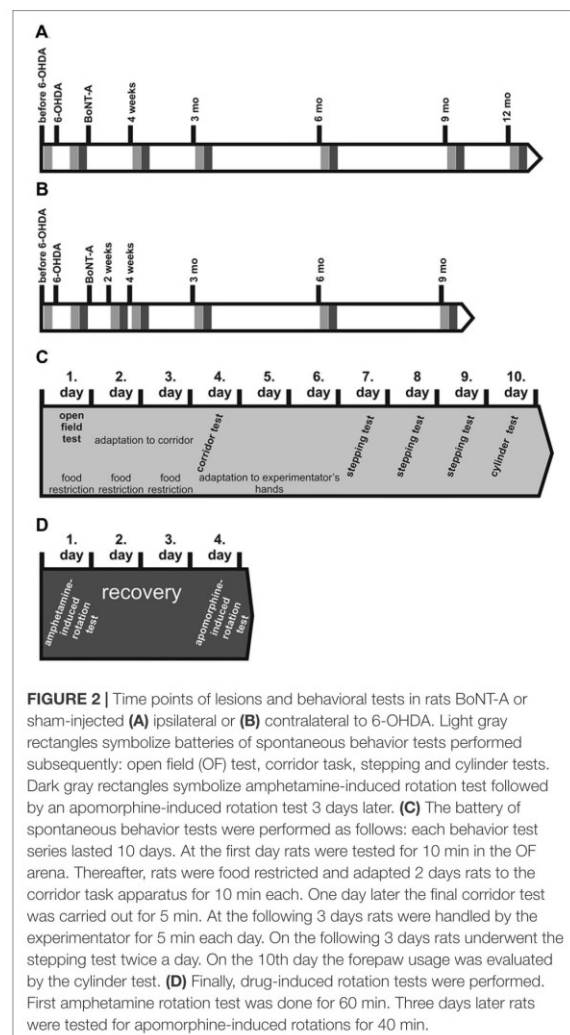 A
before 6-OHDA
6-OHDA
BoNT-A
4 weeks
3 mo
6 mo
9 mo
12 mo
B
before 6-OHDA
6-OHDA
BoNT-A
2 weeks
4 weeks
3 mo
6 mo
9 mo
C
1. 2. 3. 4. 5. 6. 7. 8. 9. 10.
day day day day day day day day day day
open
field
test
adaptation to corridor
corridor test
stepping test
stepping test
stepping test
cylinder test
food
restriction
food
restriction
food
restriction
adaptation to experimentator's
hands
D
1. 2. 3. 4.
day day day day
amphetamine-
induced
rotation
test
recovery
apomorphine-
induced
rotation
test
FIGURE 2 | Time points of lesions and behavioral tests in rats BoNT-A or
sham-injected (A) ipsilateral or (B) contralateral to 6-OHDA. Light gray
rectangles symbolize batteries of spontaneous behavior tests performed
subsequently: open field (OF) test, corridor task, stepping and cylinder tests.
Dark gray rectangles symbolize amphetamine-induced rotation test followed
by an apomorphine-induced rotation test 3 days later. (C) The battery of
spontaneous behavior tests were performed as follows: each behavior test
series lasted 10 days. At the first day rats were tested for 10 min in the OF
arena. Thereafter, rats were food restricted and adapted 2 days rats to the
corridor task apparatus for 10 min each. One day later the final corridor test
was carried out for 5 min. At the following 3 days rats were handled by the
experimentator for 5 min each day. On the following 3 days rats underwent the
stepping test twice a day. On the 10th day the forepaw usage was evaluated
by the cylinder test. (D) Finally, drug-induced rotation tests were performed.
First amphetamine rotation test was done for 60 min. Three days later rats
were tested for apomorphine-induced rotations for 40 min.